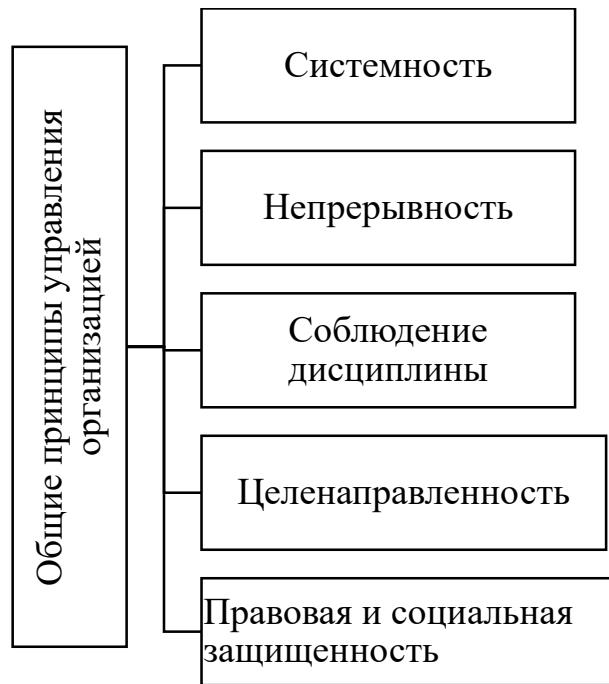 Общие принципы управления
организацией
Системность
Непрерывность
Соблюдение
дисциплины
Целенаправленность
Правовая и социальная
защищенность